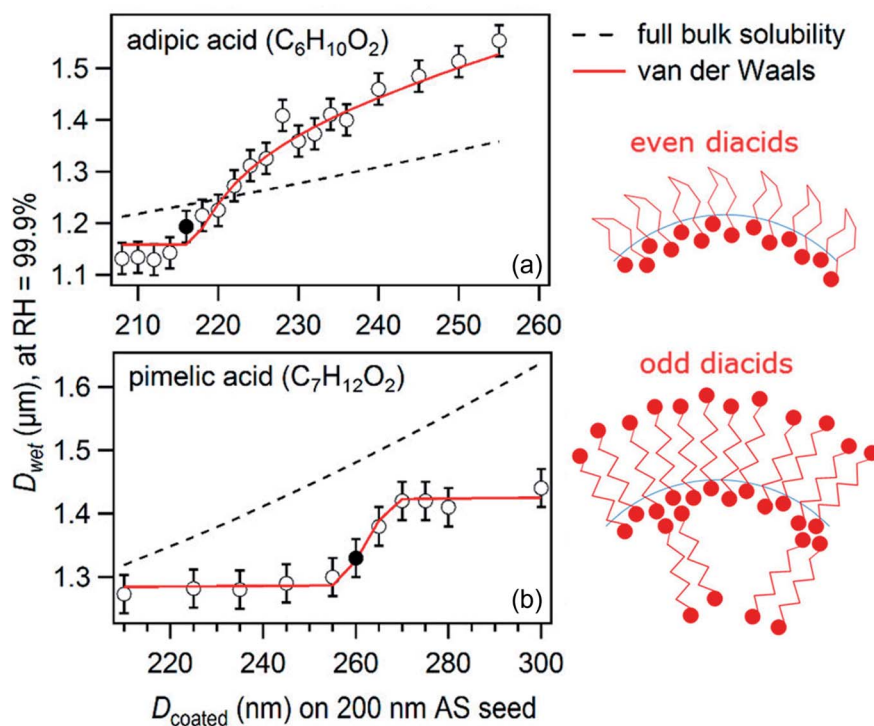 adipic acid (C₆H₁₀O₂)
1.5
1.4
1.3
1.2
1.1
(a)
210 220 230 240 250 260
pimelic acid (C₇H₁₂O₂)
1.6
1.5
1.4
1.3
(b)
220 240 260 280 300
D_wet (μm), at RH = 99.9%
D_coated (nm) on 200 nm AS seed
full bulk solubility
van der Waals
even diacids
odd diacids